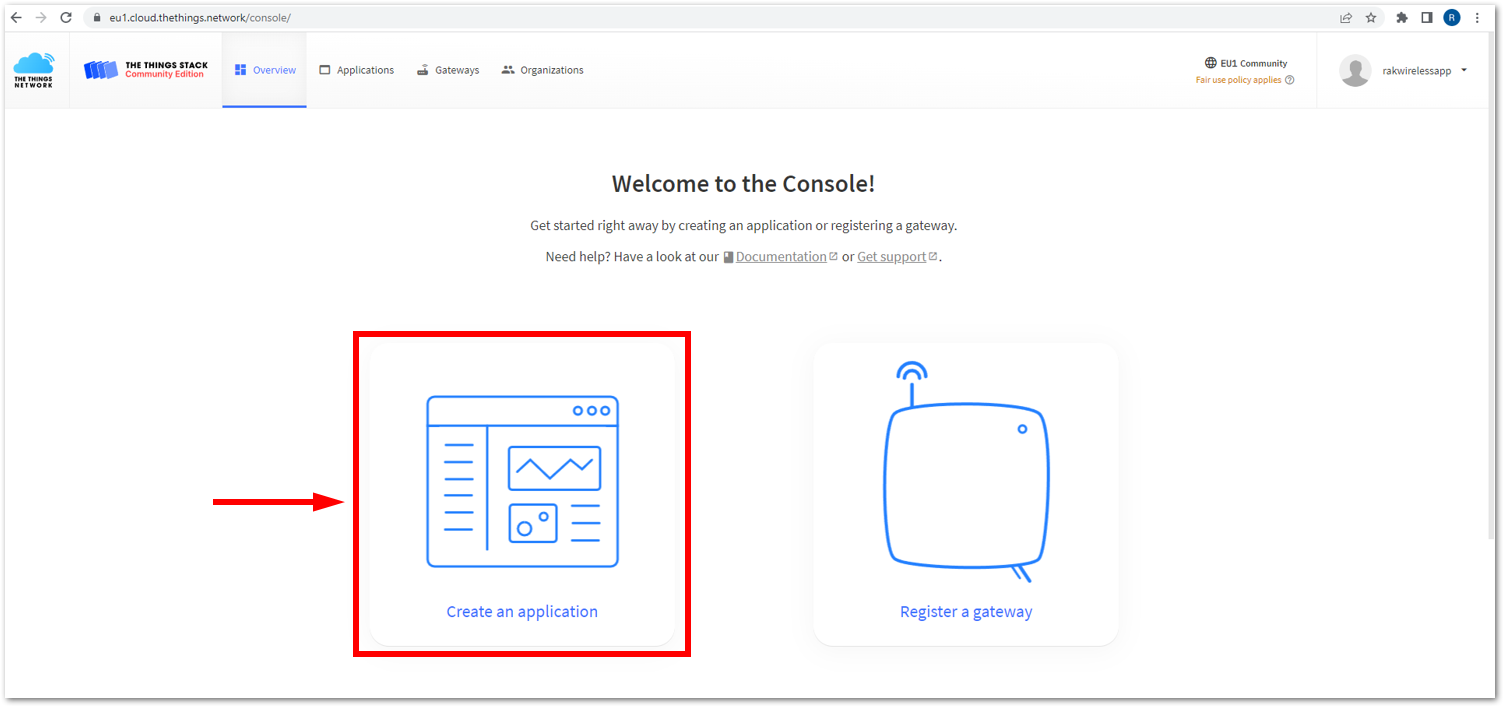 eu1.cloud.thethings.network/console/
R
THE THINGS
NETWORK
THE THINGS STACK
Community Edition
Overview
Applications
Gateways
Organizations
EU1 Community
Fair use policy applies ?
rakwirelessapp
Welcome to the Console!
Get started right away by creating an application or registering a gateway.
Need help? Have a look at our Documentation or Get support.
Create an application
Register a gateway